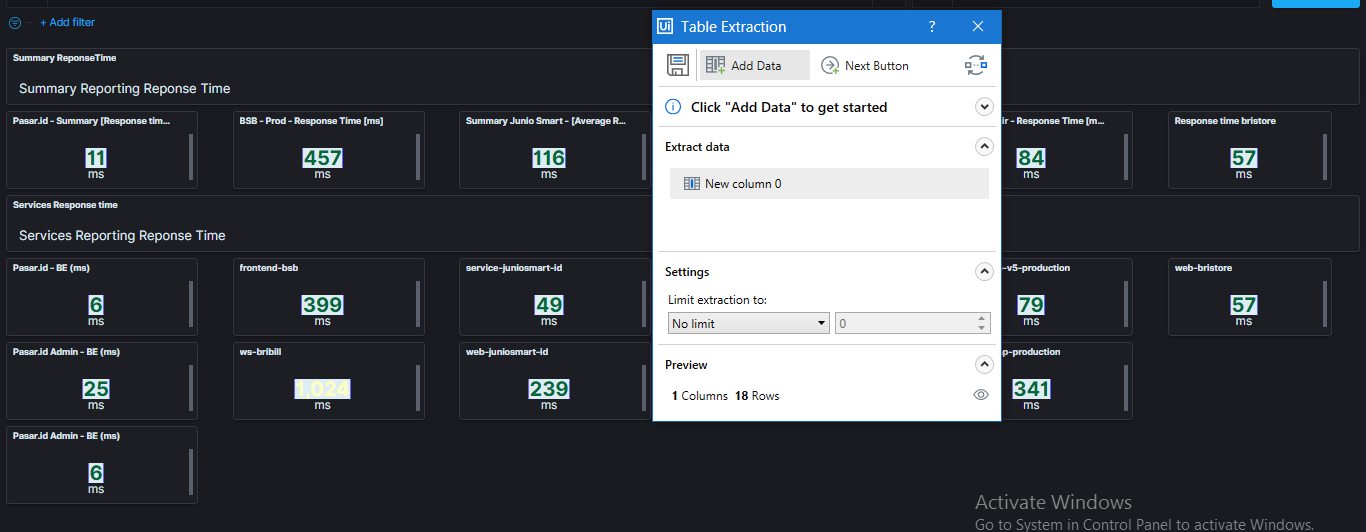 + Add filter
Summary ReponseTime
Summary Reporting Reponse Time
Pasar.id - Summary [Response tim...
11
ms
BSB - Prod - Response Time [ms]
457
ms
Summary Junio Smart - [Average R...
116
ms
ir - Response Time [m...
84
ms
Response time bristore
57
ms
Services Response time
Services Reporting Reponse Time
Pasar.id - BE (ms)
6
ms
frontend-bsb
399
ms
service-juniosmart-id
49
ms
-v5-production
79
ms
web-bristore
57
ms
Pasar.id Admin - BE (ms)
25
ms
ws-bribill
1,024
ms
web-juniosmart-id
239
ms
p-production
341
ms
Pasar.id Admin - BE (ms)
6
ms
Ui Table Extraction ?
Add Data Next Button
Click "Add Data" to get started
Extract data
New column 0
Settings
Limit extraction to:
No limit 0
Preview
1 Columns 18 Rows
Activate Windows
Go to System in Control Panel to activate Windows.